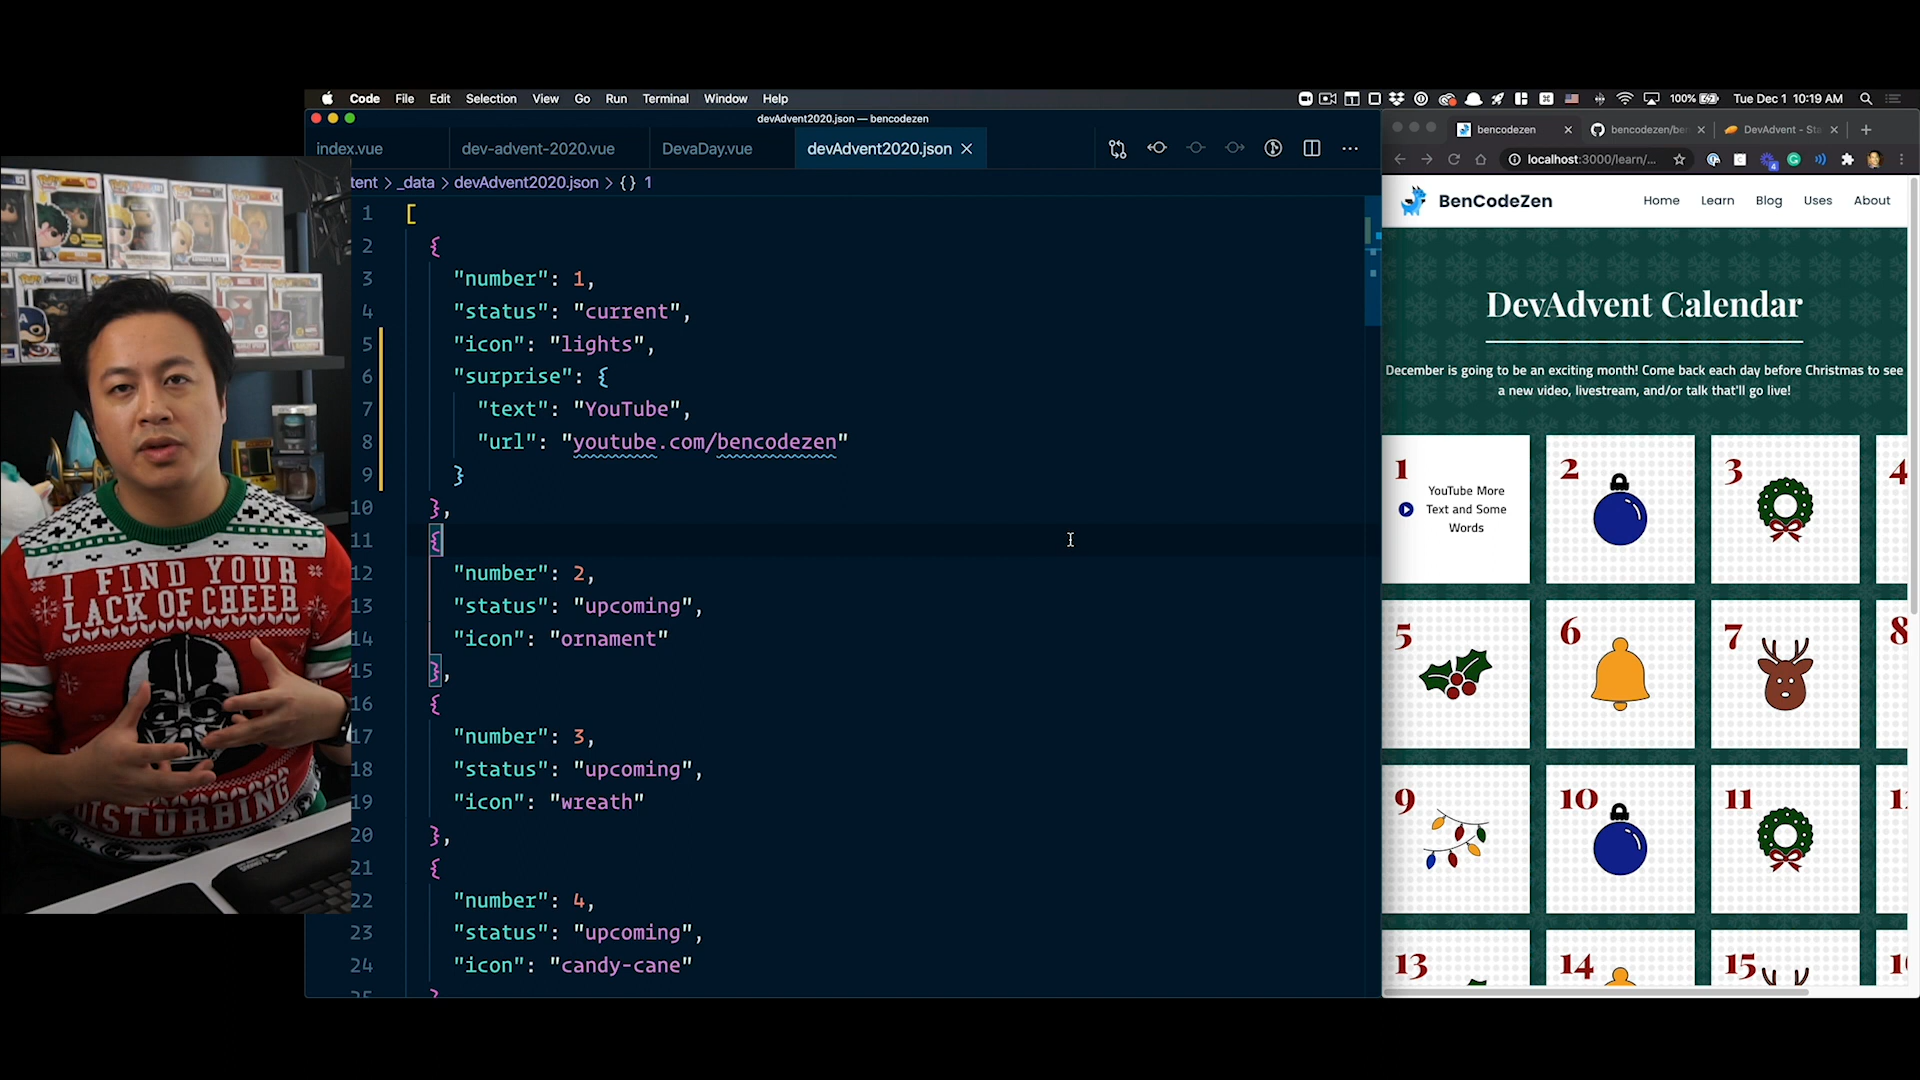 Code File Edit Selection View Go Run Terminal Window Help
100% Tue Dec 1 10:19 AM
devAdvent2020.json — bencodezen
index.vue dev-advent-2020.vue DevaDay.vue devAdvent2020.json
tent > _data > devAdvent2020.json > {} 1
1 [
2 {
3 "number": 1,
4 "status": "current",
5 "icon": "lights",
6 "surprise": {
7 "text": "YouTube",
8 "url": "youtube.com/bencodezen"
9 }
10 },
11 {
12 "number": 2,
13 "status": "upcoming",
14 "icon": "ornament"
15 },
16 {
17 "number": 3,
18 "status": "upcoming",
19 "icon": "wreath"
20 },
21 {
22 "number": 4,
23 "status": "upcoming",
24 "icon": "candy-cane"
25 }
bencodezen bencodezen/be DevAdvent - Sta
localhost:3000/learn/...
BenCodeZen
Home Learn Blog Uses About
DevAdvent Calendar
December is going to be an exciting month! Come back each day before Christmas to see
a new video, livestream, and/or talk that'll go live!
1 2 3 4
YouTube More
Text and Some
Words
5 6 7 8
9 10 11
13 14 15
I FIND YOUR
LACK OF CHEER
DISTURBING